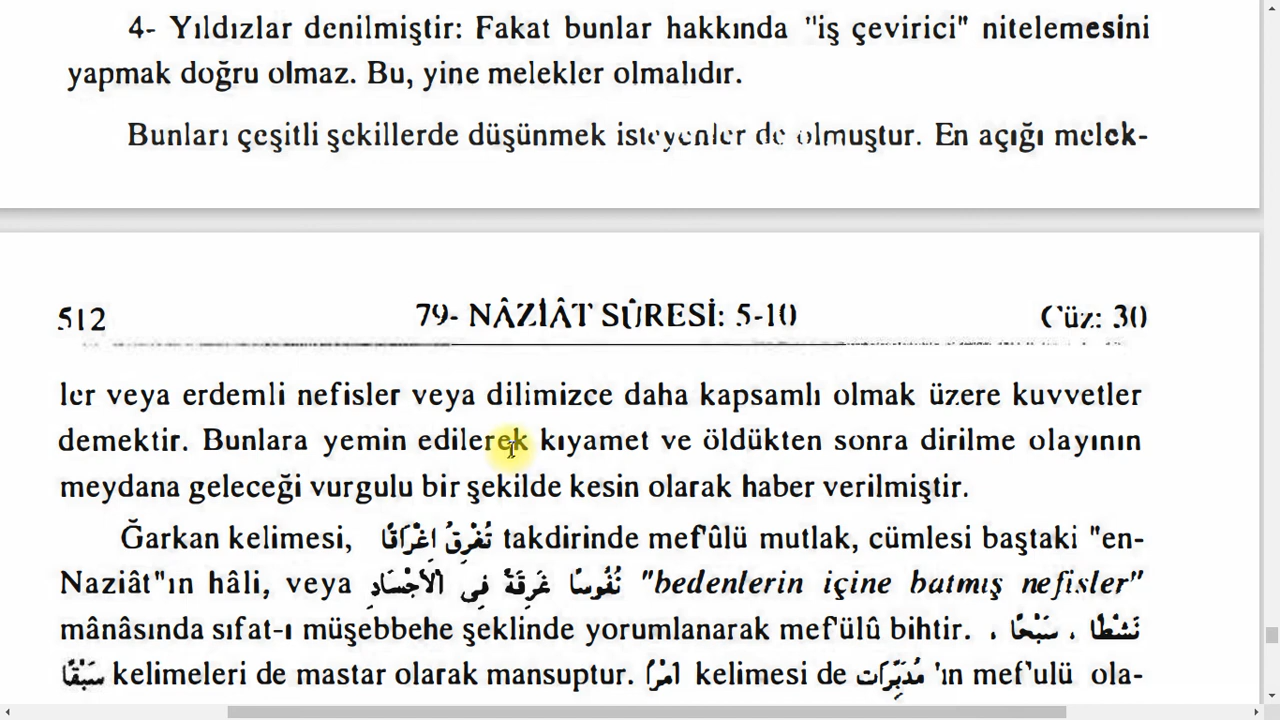 4- Yıldızlar denilmiştir: Fakat bunlar hakkında "iş çevirici" nitelemesini
yapmak doğru olmaz. Bu, yine melekler olmalıdır.
Bunları çeşitli şekillerde düşünmek isteyenler de olmuştur. En açığı melek-
512 79- NÂZİÂT SÛRESİ: 5-10 Cüz: 30
ler veya erdemli nefisler veya dilimizce daha kapsamlı olmak üzere kuvvetler
demektir. Bunlara yemin edilerek kıyamet ve öldükten sonra dirilme olayının
meydana geleceği vurgulu bir şekilde kesin olarak haber verilmiştir.
Ğarkan kelimesi, تُغْرِقُ اِغْرَاقًا takdirinde mef'ûlü mutlak, cümlesi baştaki "en-
Naziât"ın hâli, veya نُفُوسًا غَرِقَةً فِى الْاَجْسَادِ "bedenlerin içine batmış nefisler"
mânâsında sıfat-ı müşebbehe şeklinde yorumlanarak mef'ülû bihtir. نَشْطًا ، سَبْحًا ،
سَبْقًا kelimeleri de mastar olarak mansuptur. اَمْرًا kelimesi de مُدَبِّرَات 'ın mef'ulü ola-